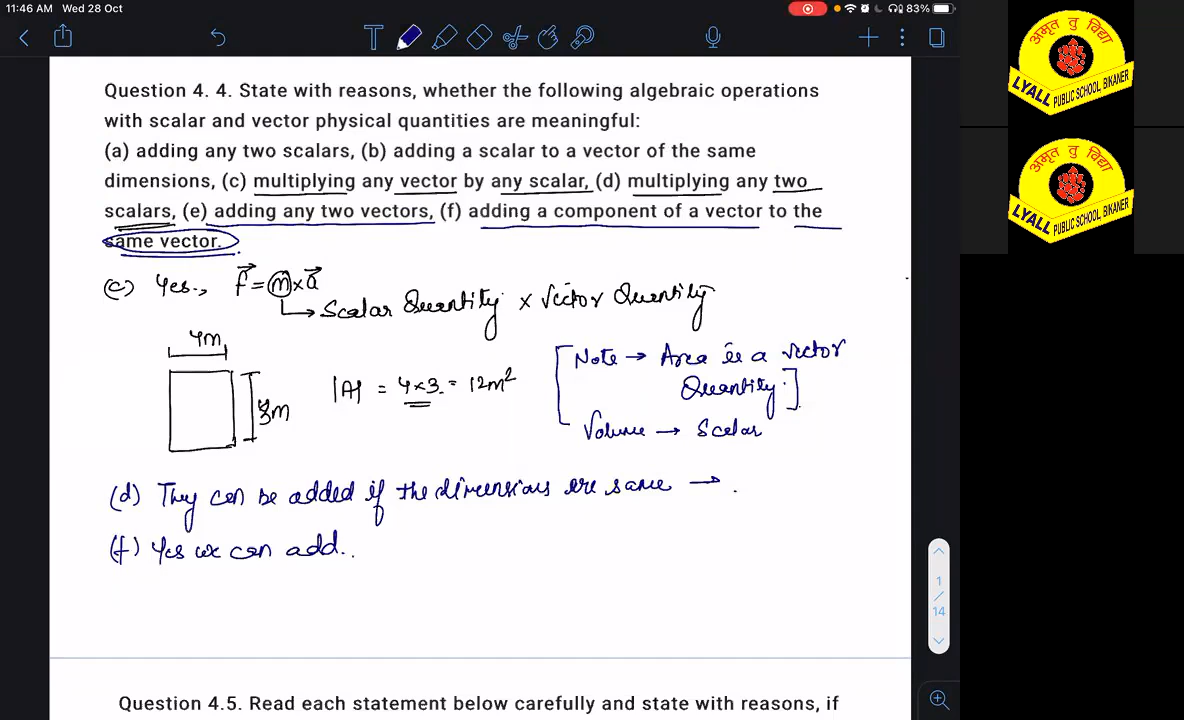 11:46 AM Wed 28 Oct
83%
Question 4. 4. State with reasons, whether the following algebraic operations
with scalar and vector physical quantities are meaningful:
(a) adding any two scalars, (b) adding a scalar to a vector of the same
dimensions, (c) multiplying any vector by any scalar, (d) multiplying any two
scalars, (e) adding any two vectors, (f) adding a component of a vector to the
same vector.
(c) Yes., F⃗ = m × a⃗
→ Scalar Quantity × Vector Quantity
4m
3m
|A| = 4×3 = 12m²
[Note → Area is a vector
Quantity.]
Volume → Scalar
(d) They can be added if the dimensions are same → .
(f) Yes we can add..
Question 4.5. Read each statement below carefully and state with reasons, if
1
/
14
अमृत तु विद्या
LYALL PUBLIC SCHOOL BIKANER
अमृत तु विद्या
LYALL PUBLIC SCHOOL BIKANER